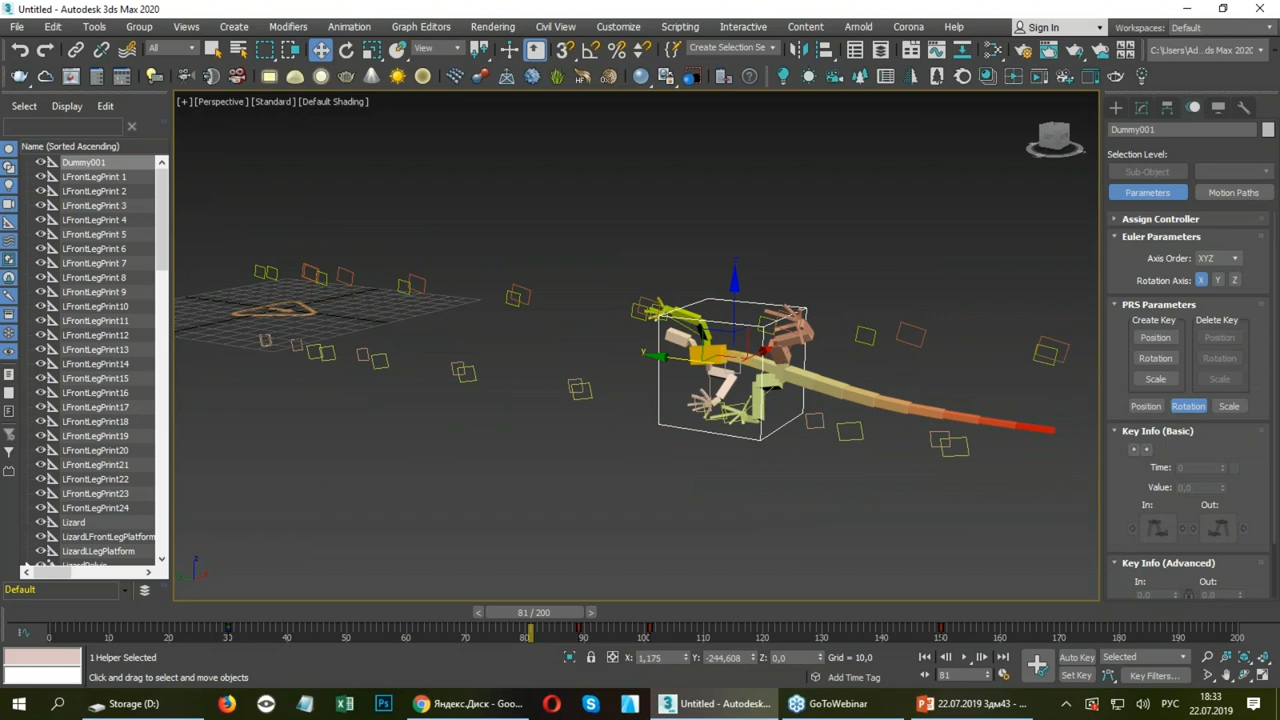 Untitled - Autodesk 3ds Max 2020
File Edit Tools Group Views Create Modifiers Animation Graph Editors Rendering Civil View Customize Scripting Interactive Content Arnold Corona Help Sign In Workspaces: Default
All View Create Selection Se C:\Users\Ad...ds Max 2020
Select Display Edit
[+] [Perspective] [Standard] [Default Shading]
Name (Sorted Ascending)
Dummy001
LFrontLegPrint 1
LFrontLegPrint 2
LFrontLegPrint 3
LFrontLegPrint 4
LFrontLegPrint 5
LFrontLegPrint 6
LFrontLegPrint 7
LFrontLegPrint 8
LFrontLegPrint 9
LFrontLegPrint10
LFrontLegPrint11
LFrontLegPrint12
LFrontLegPrint13
LFrontLegPrint14
LFrontLegPrint15
LFrontLegPrint16
LFrontLegPrint17
LFrontLegPrint18
LFrontLegPrint19
LFrontLegPrint20
LFrontLegPrint21
LFrontLegPrint22
LFrontLegPrint23
LFrontLegPrint24
Lizard
LizardLFrontLegPlatform
LizardLLegPlatform
LizardPelvis
Default
z
y
z
Dummy001
Selection Level:
Sub-Object
Parameters Motion Paths
Assign Controller
Euler Parameters
Axis Order: XYZ
Rotation Axis: X Y Z
PRS Parameters
Create Key Delete Key
Position Position
Rotation Rotation
Scale Scale
Position Rotation Scale
Key Info (Basic)
Time: 0
Value: 0,0
In: Out:
Key Info (Advanced)
In: Out:
0,0 0,0
81 / 200
0 10 20 30 40 50 60 70 80 90 100 110 120 130 140 150 160 170 180 190 200
1 Helper Selected
Click and drag to select and move objects
X: 1,175 Y: -244,608 Z: 0,0 Grid = 10,0
Add Time Tag
81
Auto Key Selected
Set Key Key Filters...
Storage (D:)
Яндекс.Диск - Goo...
Untitled - Autodesk...
GoToWebinar
22.07.2019 3дм43 - ...
18:33
22.07.2019